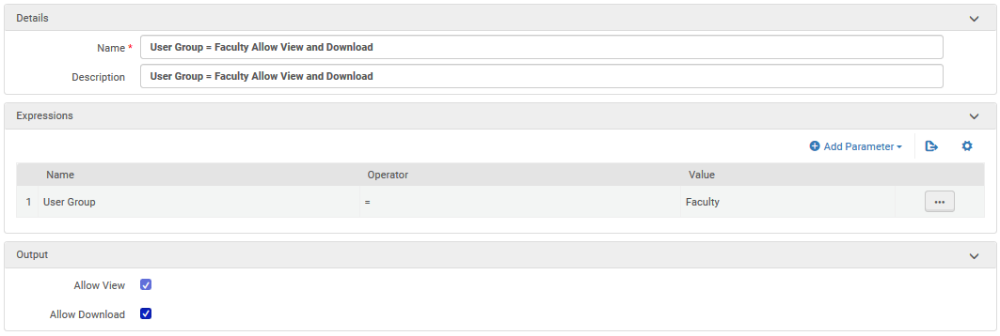 Details
Name *
User Group = Faculty Allow View and Download
Description
User Group = Faculty Allow View and Download
Expressions
Add Parameter
Name Operator Value
1 User Group = Faculty
Output
Allow View
Allow Download